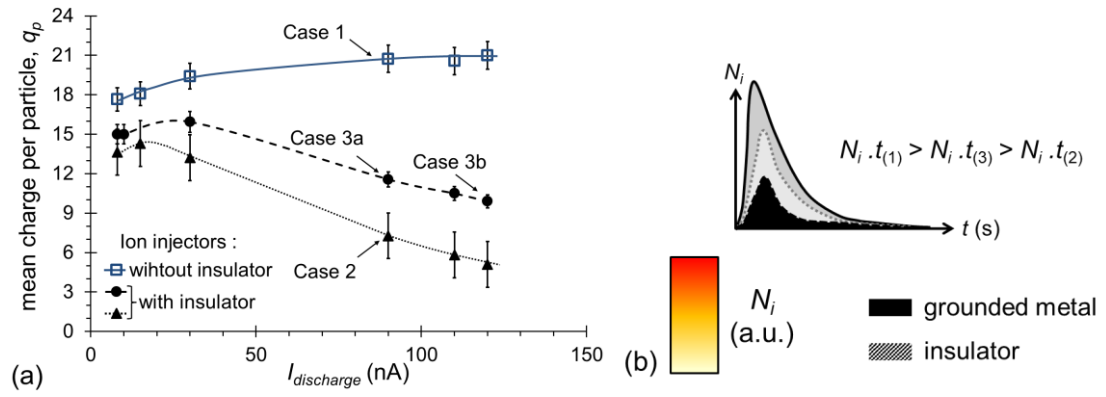 24
21
18
15
12
9
6
3
0
mean charge per particle, qp
Case 1
Case 3a
Case 3b
Case 2
Ion injectors :
wihtout insulator
with insulator
0
50
100
150
Idischarge (nA)
(a)
Ni
Ni .t(1) > Ni .t(3) > Ni .t(2)
t (s)
Ni
(a.u.)
grounded metal
insulator
(b)